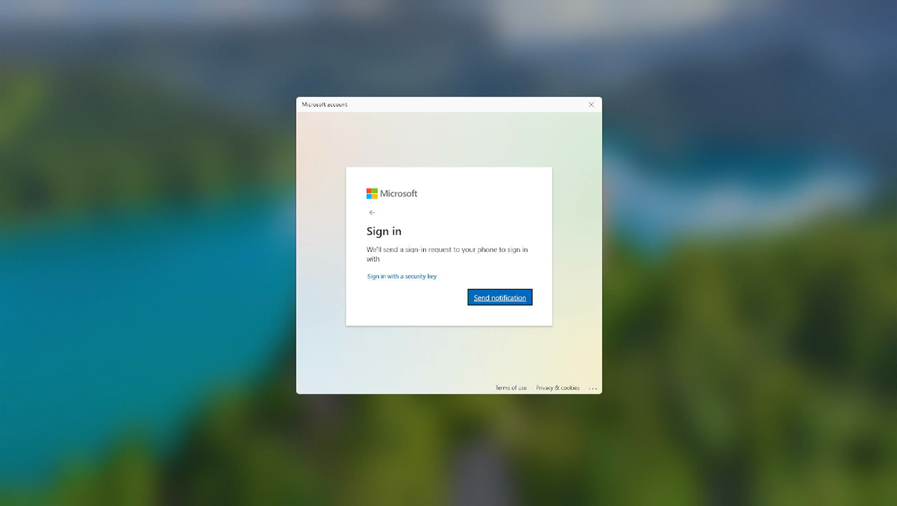 Microsoft account
Microsoft
Sign in
We'll send a sign-in request to your phone to sign in
with
Sign in with a security key
Send notification
Terms of use Privacy & cookies ...